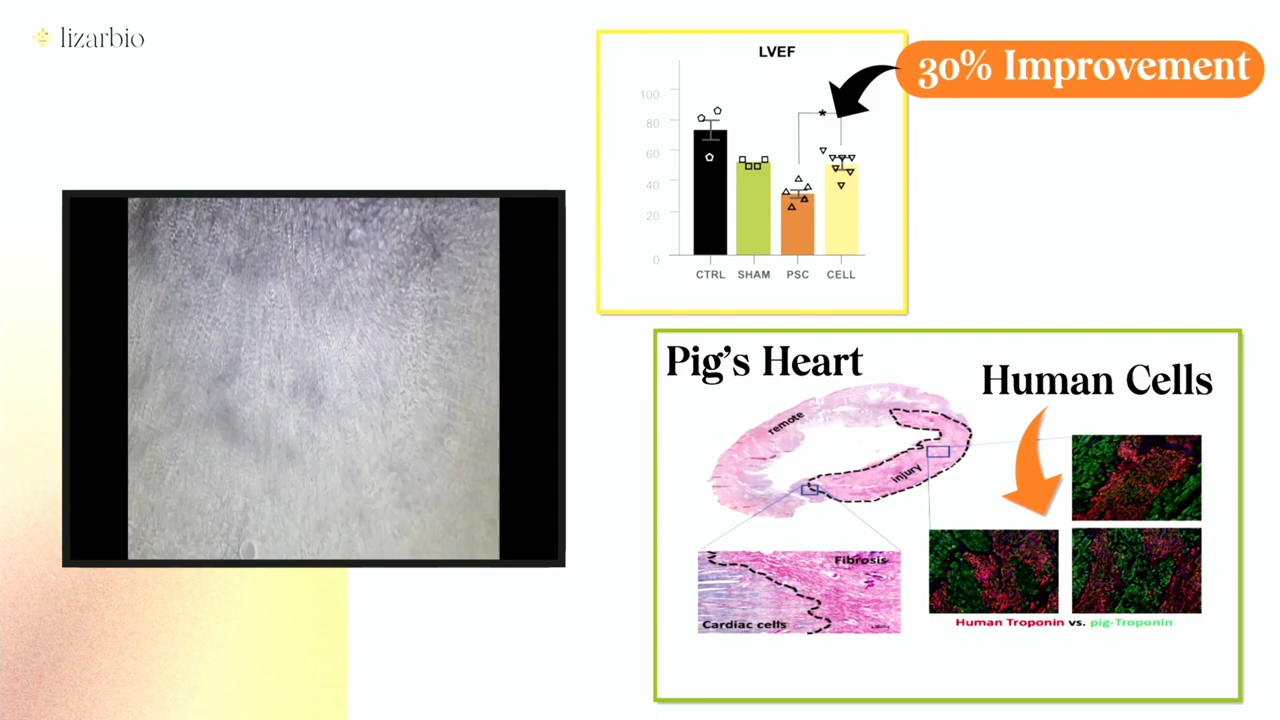 lizarbio
LVEF
30% Improvement
100
80
60
40
20
0
*
CTRL SHAM PSC CELL
Pig's Heart
Human Cells
remote
injury
Fibrosis
Cardiac cells
Human Troponin vs. pig-Troponin